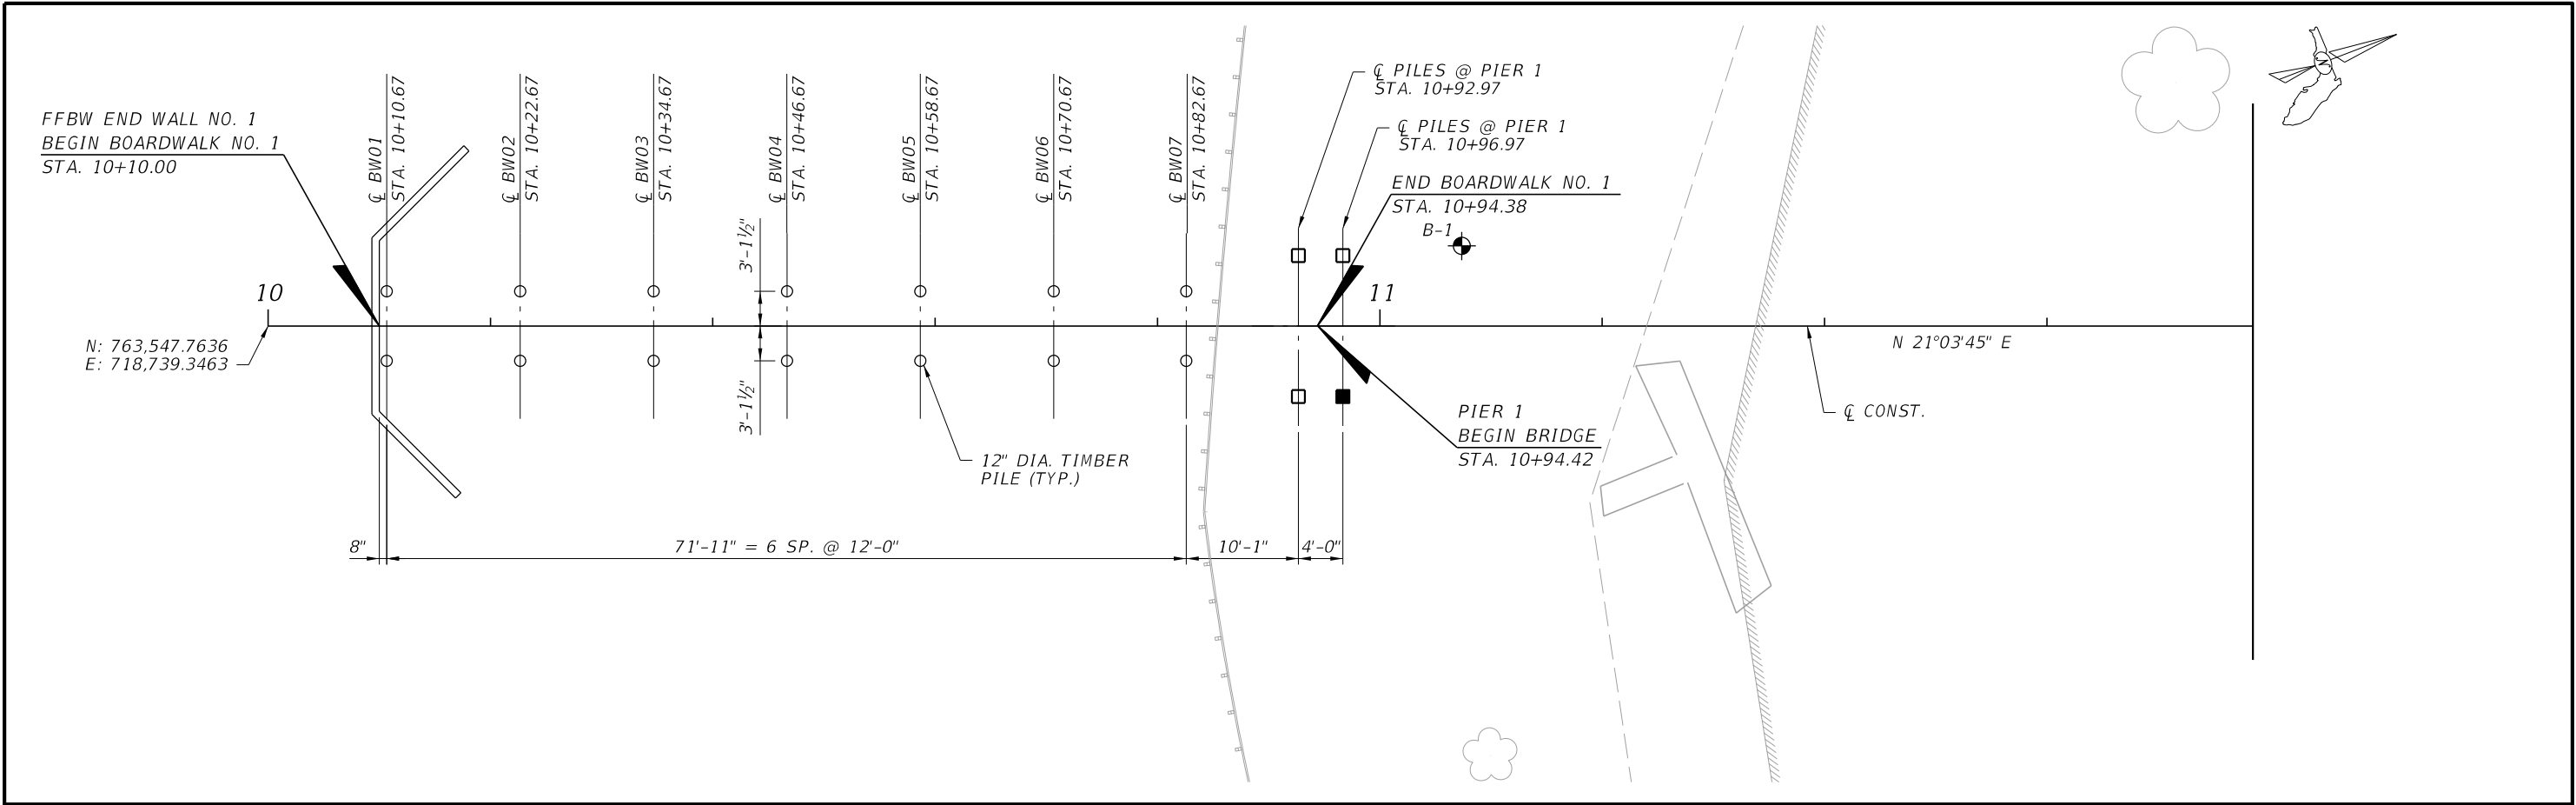 FFBW END WALL NO. 1
BEGIN BOARDWALK NO. 1
STA. 10+10.00
℄ BW01
STA. 10+10.67
℄ BW02
STA. 10+22.67
℄ BW03
STA. 10+34.67
℄ BW04
STA. 10+46.67
℄ BW05
STA. 10+58.67
℄ BW06
STA. 10+70.67
℄ BW07
STA. 10+82.67
℄ PILES @ PIER 1
STA. 10+92.97
℄ PILES @ PIER 1
STA. 10+96.97
END BOARDWALK NO. 1
STA. 10+94.38
B-1
N
10
11
3'-1½"
3'-1½"
N: 763,547.7636
E: 718,739.3463
N 21°03'45" E
℄ CONST.
PIER 1
BEGIN BRIDGE
STA. 10+94.42
12" DIA. TIMBER
PILE (TYP.)
8"
71'-11" = 6 SP. @ 12'-0"
10'-1"
4'-0"